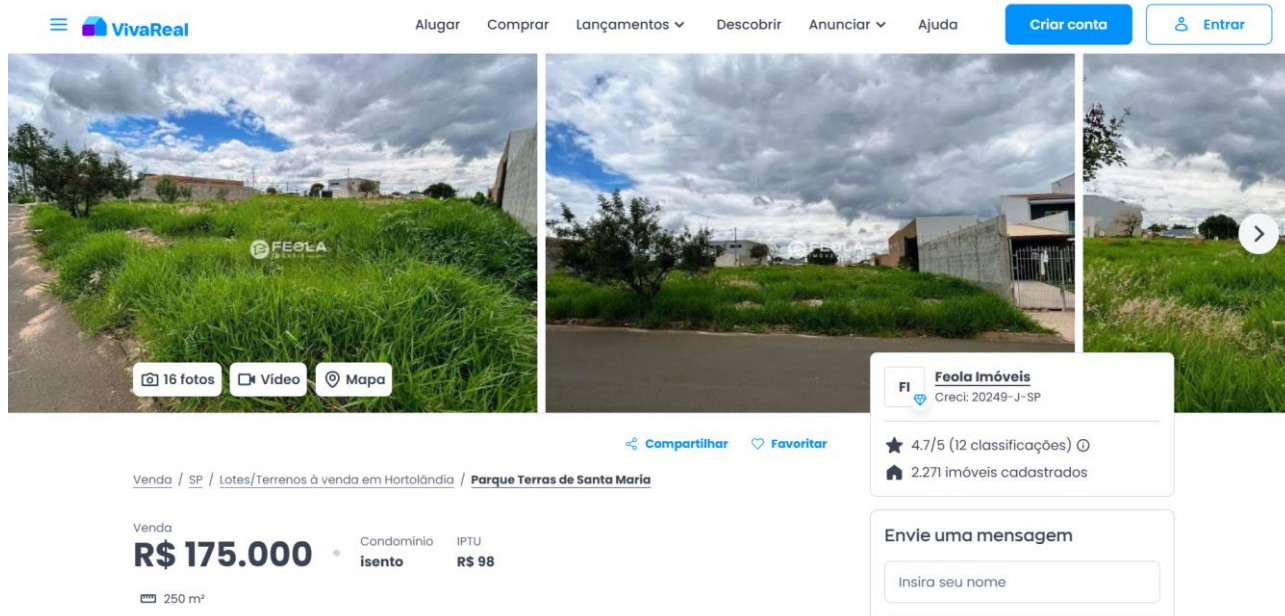 VivaReal
Alugar Comprar Lançamentos Descobrir Anunciar Ajuda Criar conta Entrar
FEOLA
FEOLA
16 fotos Vídeo Mapa
FI
Feola Imóveis
Creci: 20249-J-SP
4.7/5 (12 classificações)
2.271 imóveis cadastrados
Compartilhar Favoritar
Venda / SP / Lotes/Terrenos à venda em Hortolândia / Parque Terras de Santa Maria
Venda
R$ 175.000
Condomínio
isento
IPTU
R$ 98
250 m²
Envie uma mensagem
Insira seu nome